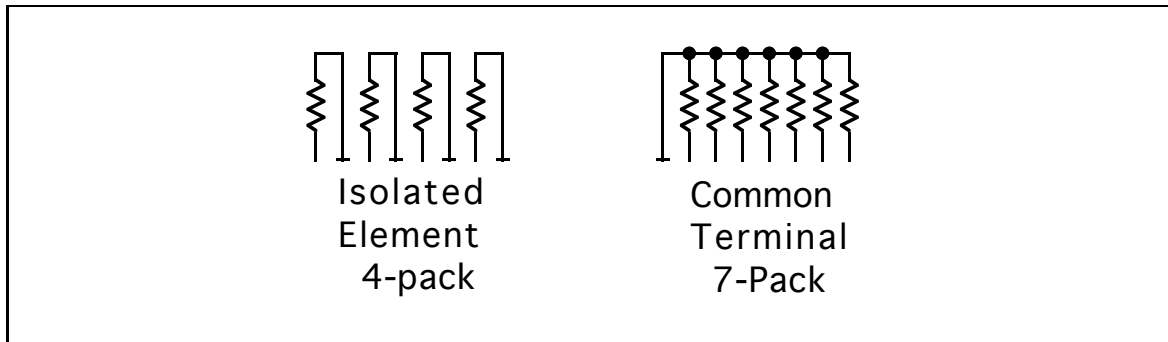 Isolated
Element
4-pack
Common
Terminal
7-Pack